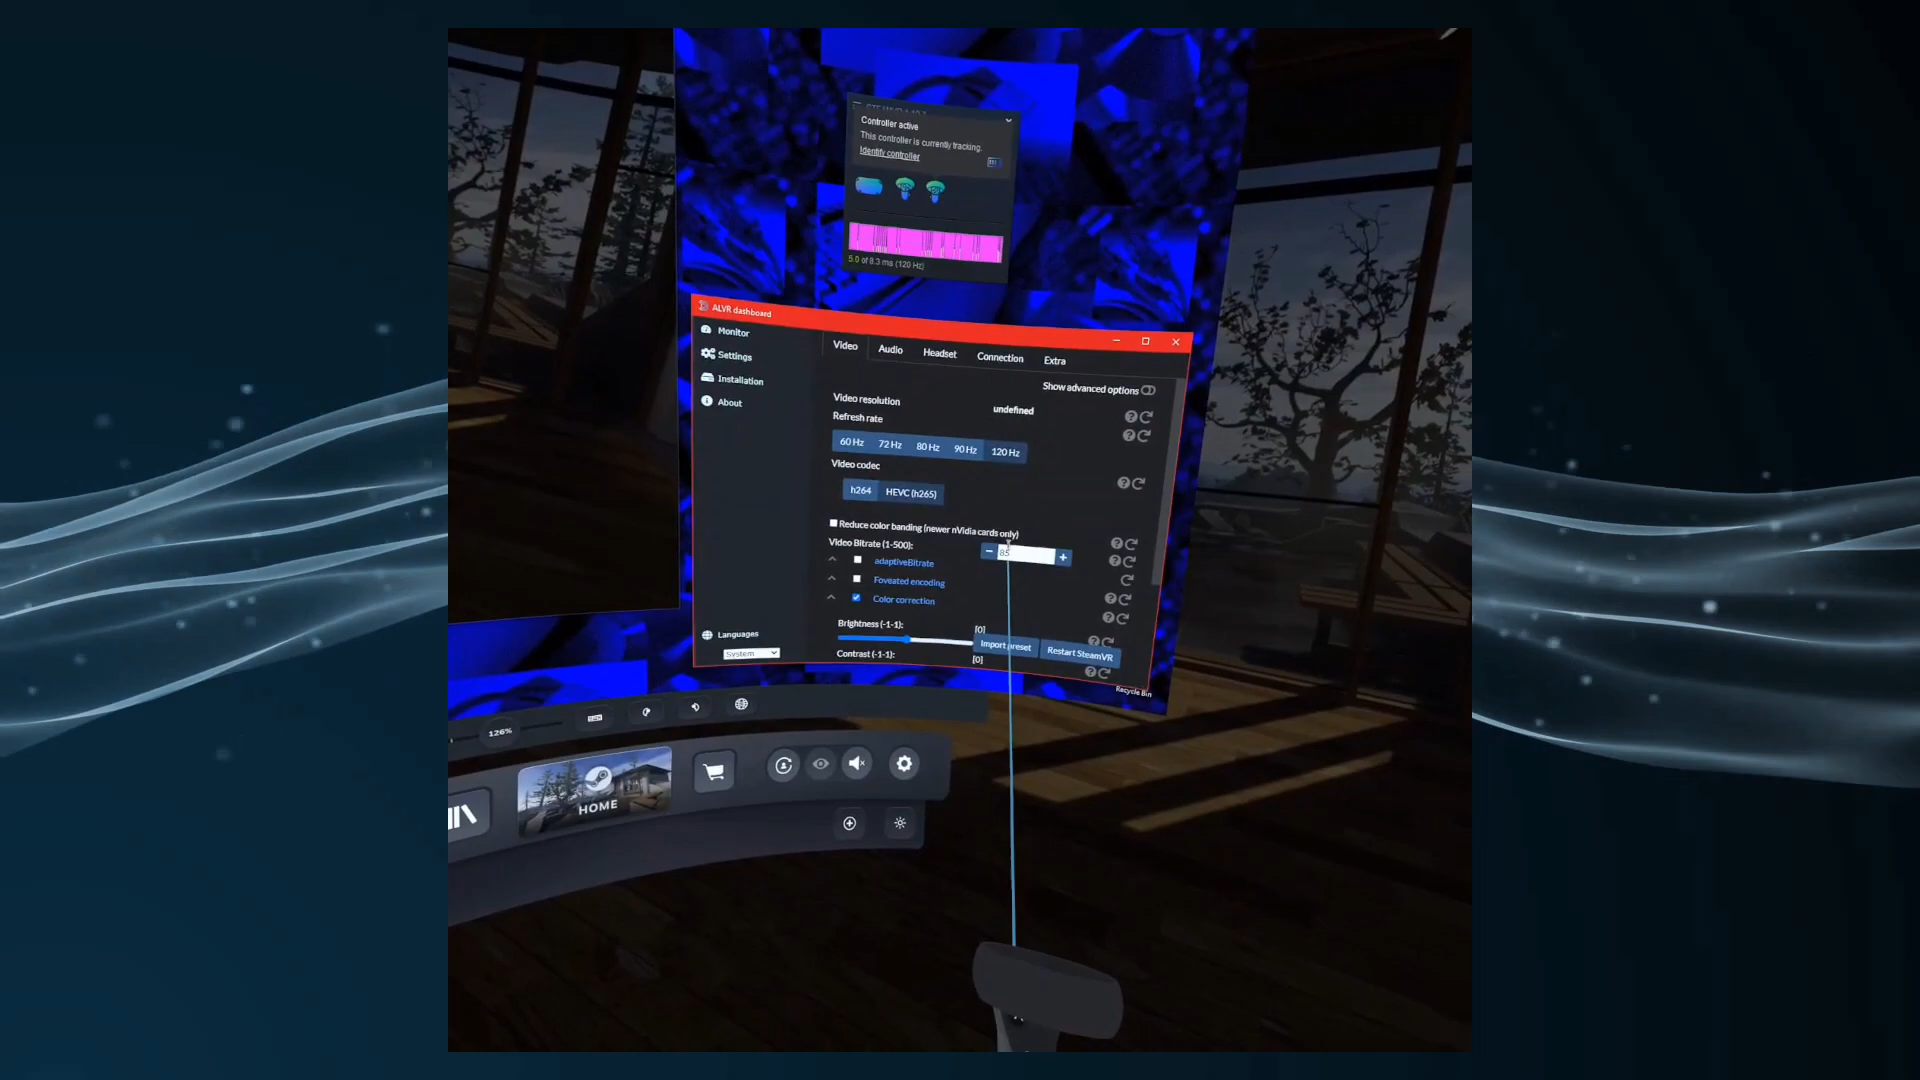 Controller active
This controller is currently tracking.
Identify controller
5.0 of 8.3 ms (120 Hz)
ALVR dashboard
Monitor
Settings
Installation
About
Video
Audio
Headset
Connection
Extra
Show advanced options
Video resolution
undefined
Refresh rate
60 Hz
72 Hz
80 Hz
90 Hz
120 Hz
Video codec
h264
HEVC (h265)
Reduce color banding (newer nVidia cards only)
Video Bitrate (1-500):
85
adaptiveBitrate
Foveated encoding
Color correction
Brightness (-1-1):
[0]
Import preset
Restart SteamVR
Contrast (-1-1):
[0]
Languages
System
Recycle Bin
126%
HOME